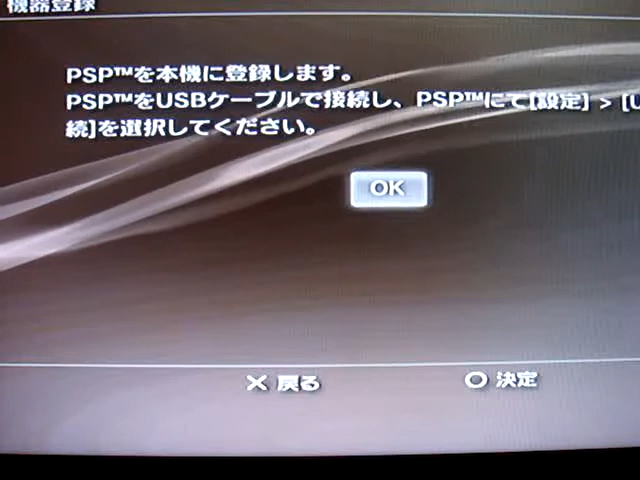 機器登録
PSP™を本機に登録します。
PSP™をUSBケーブルで接続し、PSP™にて[設定] > [U
続]を選択してください。
OK
✕ 戻る
○ 決定